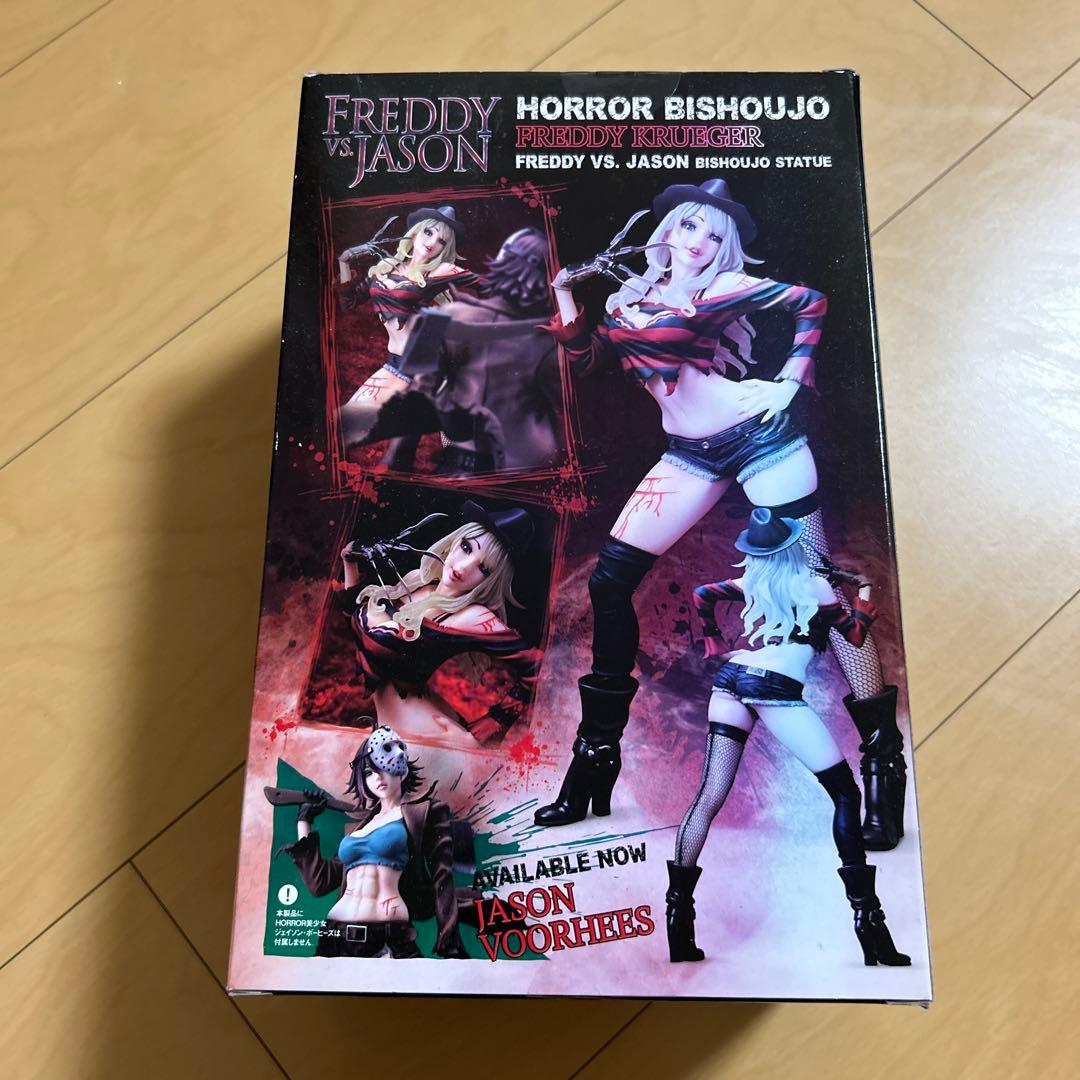 FREDDY
VS. JASON
HORROR BISHOUJO
FREDDY KRUEGER
FREDDY VS. JASON BISHOUJO STATUE
AVAILABLE NOW
JASON
VOORHEES
!
本製品に
HORROR美少女
ジェイソン・ボーヒーズは
付属しません。